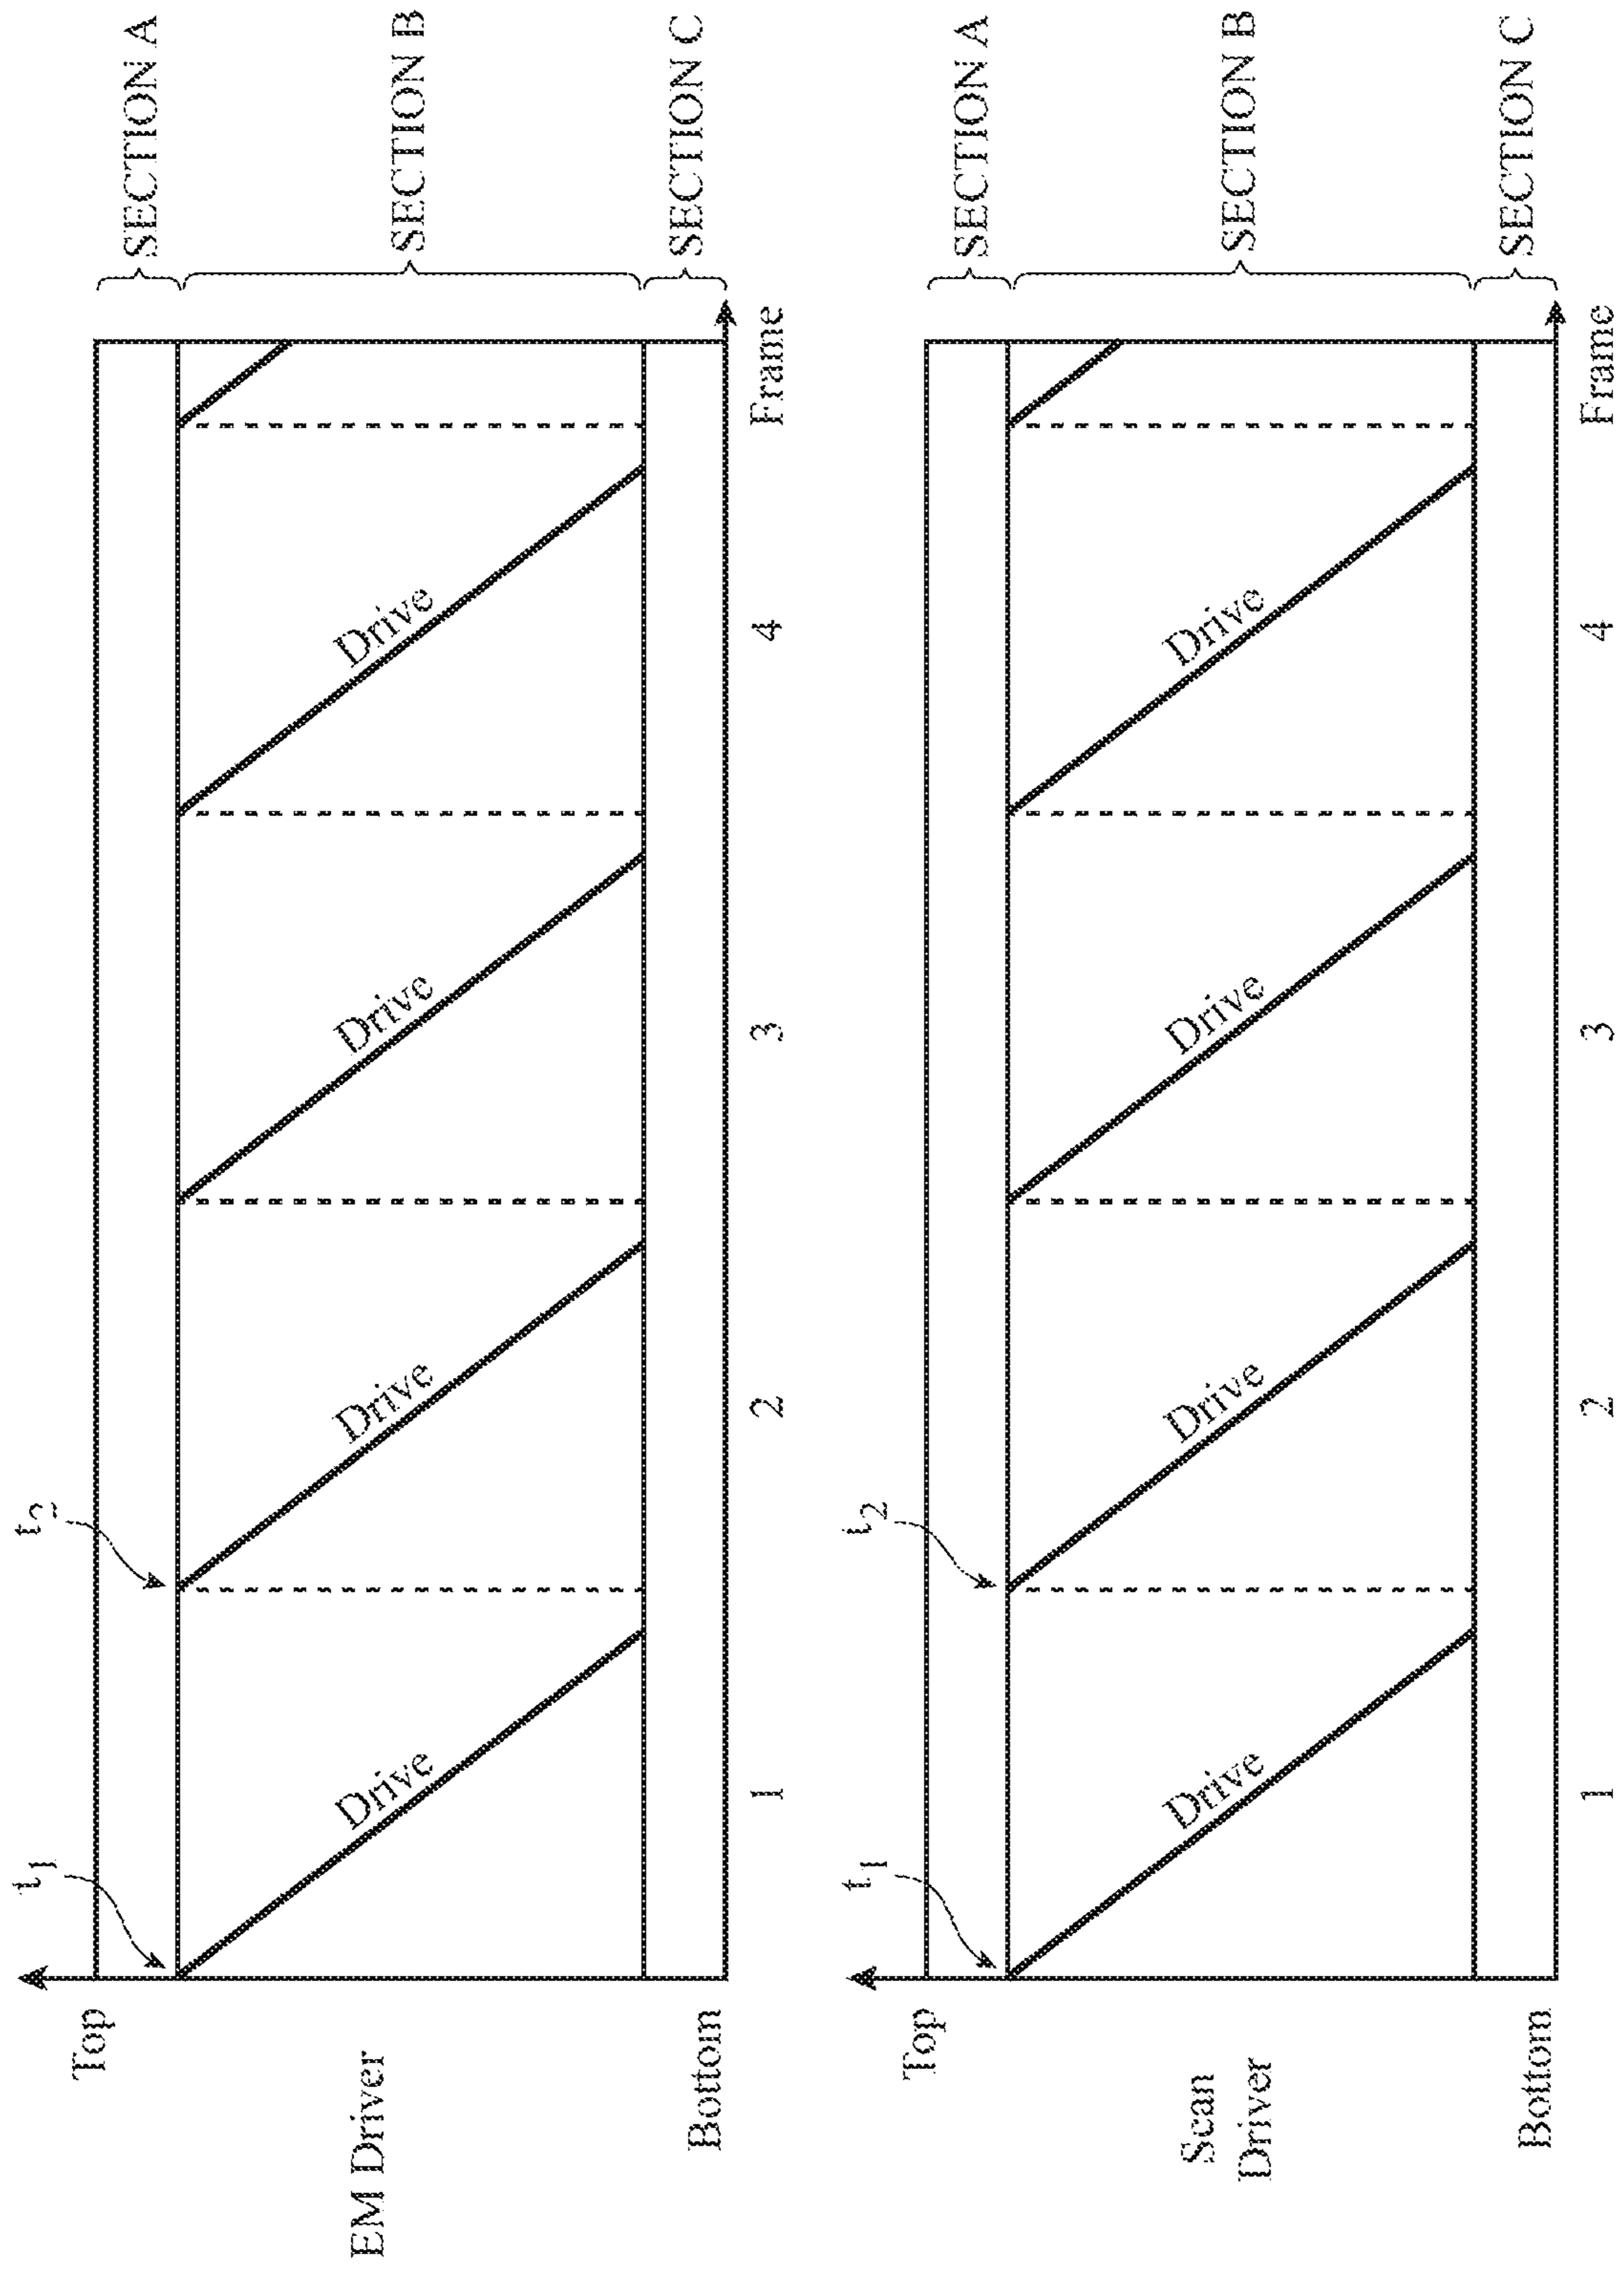 t1
t2
Top
SECTION A
EM Driver
Drive
Drive
Drive
Drive
SECTION B
Bottom
SECTION C
1
2
3
4
Frame
t1
t2
Top
SECTION A
Scan
Driver
Drive
Drive
Drive
Drive
SECTION B
Bottom
SECTION C
1
2
3
4
Frame